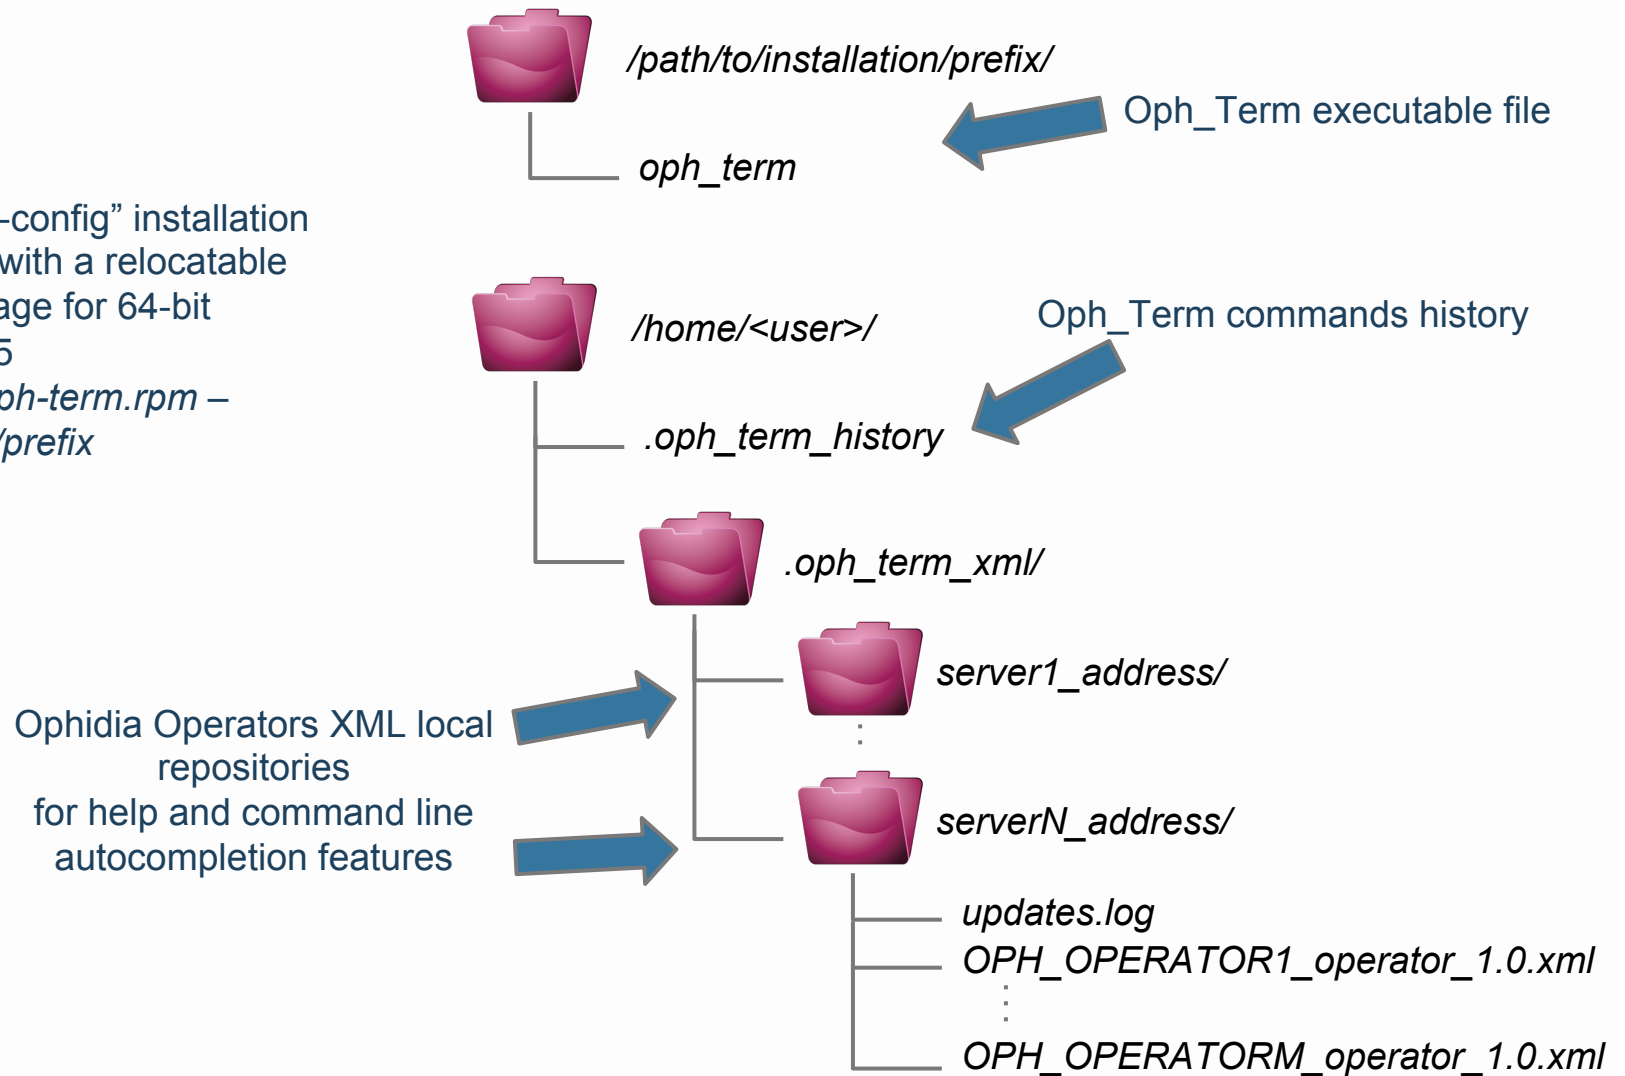 /path/to/installation/prefix/
Oph_Term executable file
oph_term
-config” installation
with a relocatable
age for 64-bit
5
ph-term.rpm –
/prefix
/home/<user>/
Oph_Term commands history
.oph_term_history
.oph_term_xml/
server1_address/
Ophidia Operators XML local
repositories
for help and command line
autocompletion features
serverN_address/
updates.log
OPH_OPERATOR1_operator_1.0.xml
OPH_OPERATORM_operator_1.0.xml